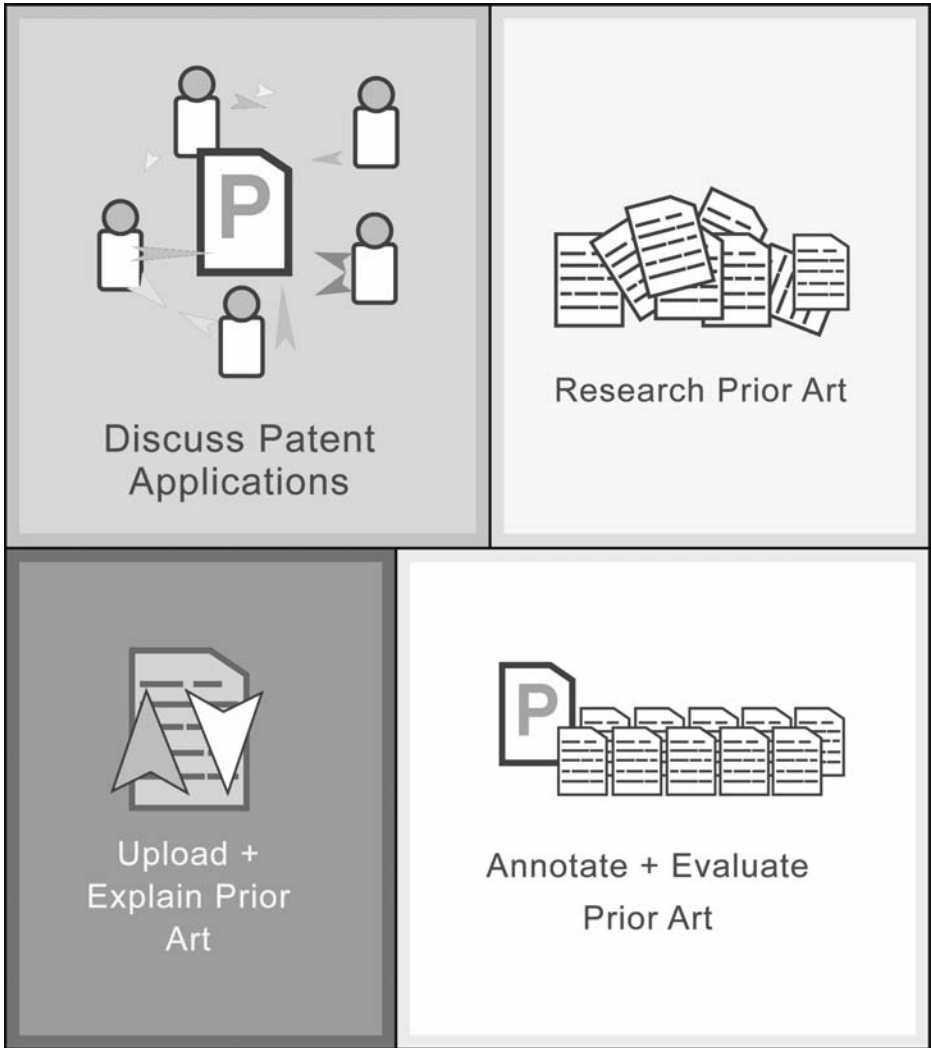 P
Discuss Patent
Applications
Research Prior Art
Upload +
Explain Prior
Art
P
Annotate + Evaluate
Prior Art